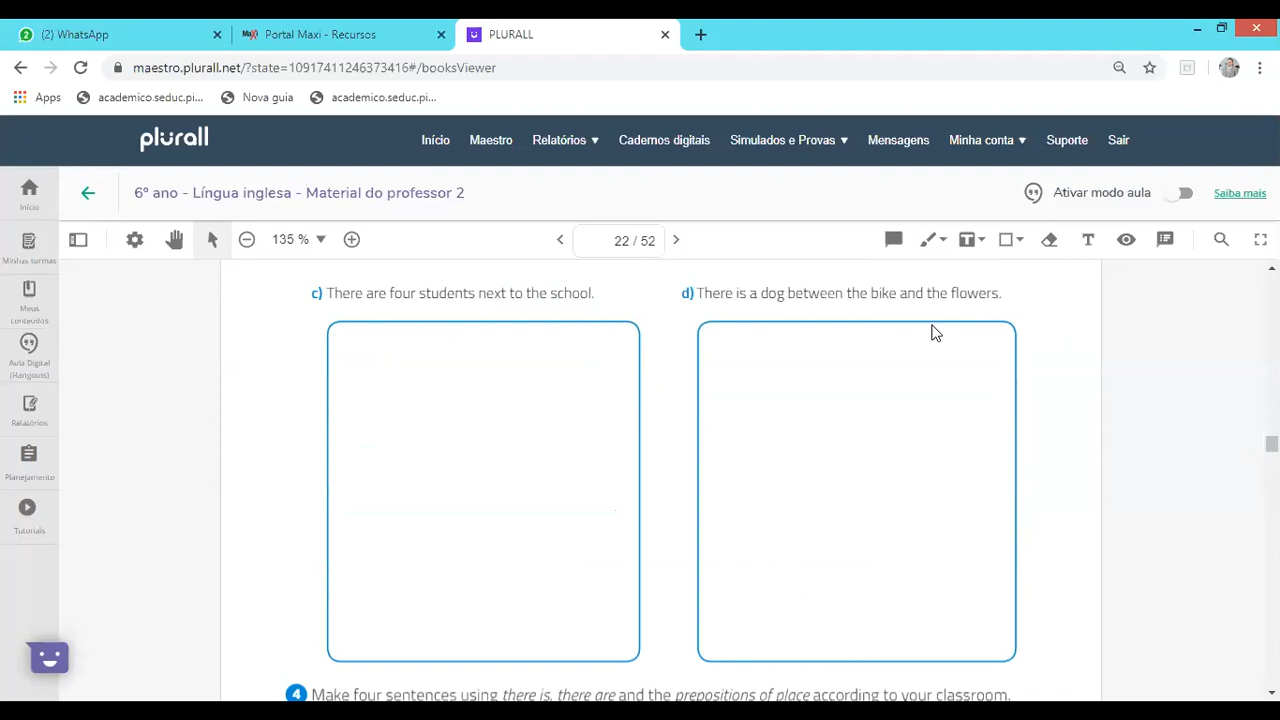 2 (2) WhatsApp
Max Portal Maxi - Recursos
PLURALL
maestro.plurall.net/?state=10917411246373416#/booksViewer
Apps
academico.seduc.pi...
Nova guia
academico.seduc.pi...
plurall
Início
Maestro
Relatórios
Cadernos digitais
Simulados e Provas
Mensagens
Minha conta
Suporte
Sair
Início
6º ano - Língua inglesa - Material do professor 2
Ativar modo aula
Saiba mais
Minhas turmas
135 %
22 / 52
T
Meus
conteúdos
Aula Digital
(Hangouts)
Relatórios
Planejamento
Tutoriais
c) There are four students next to the school.
d) There is a dog between the bike and the flowers.
4 Make four sentences using there is, there are and the prepositions of place according to your classroom.